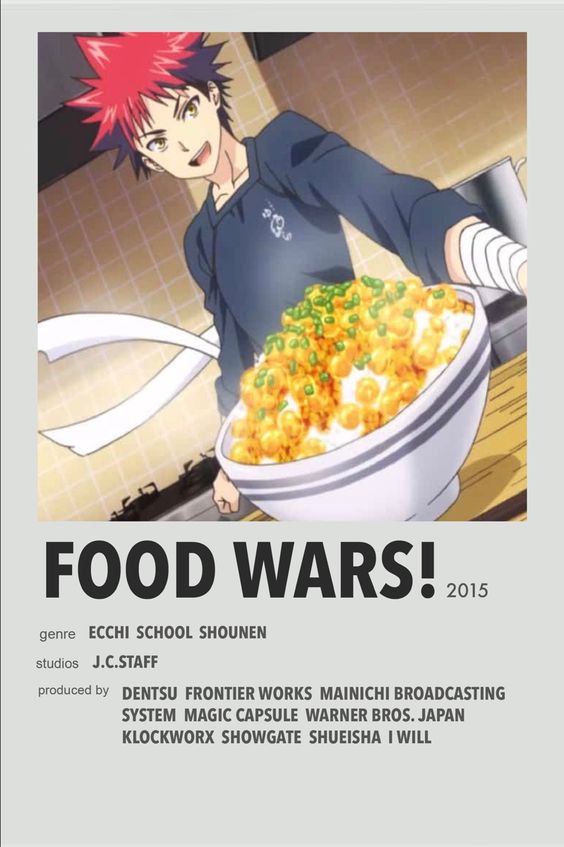 FOOD WARS! 2015
genre ECCHI SCHOOL SHOUNEN
studios J.C.STAFF
produced by DENTSU FRONTIER WORKS MAINICHI BROADCASTING
SYSTEM MAGIC CAPSULE WARNER BROS. JAPAN
KLOCKWORX SHOWGATE SHUEISHA I WILL